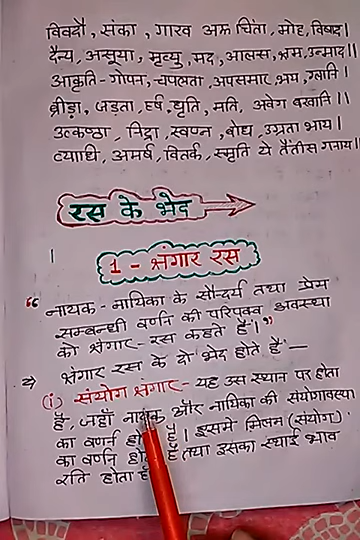 विवदौ, संका, गारव अरू चिंता, मोह, विषाद।
दैन्य, असूया, मृत्यु, मद, आलस, श्रम, उन्माद॥
आकृति-गोपन, चपलता, अपसमार, भय, ग्लानि।
व्रीड़ा, जड़ता, हर्ष, धृति, मति, आवेग बखानि॥
उत्कण्ठा, निद्रा, स्वप्न, बोध, उग्रता भाय।
व्याधि, अमर्ष, वितर्क, स्मृति ये तैंतीस गनाय॥
रस के भेद
1 - श्रंगार रस
“नायक-नायिका के सौन्दर्य तथा प्रेम
सम्बन्धी वर्णन की परिपक्व अवस्था
को श्रंगार-रस कहते हैं।”
श्रंगार रस के दो भेद होते हैं—
(i) संयोग श्रंगार- यह उस स्थान पर होता
है, जहाँ नायक और नायिका की संयोगावस्था
का वर्णन हो है। इसमें मिलन (संयोग)
का वर्णन होता है तथा इसका स्थाई भाव
रति होता है